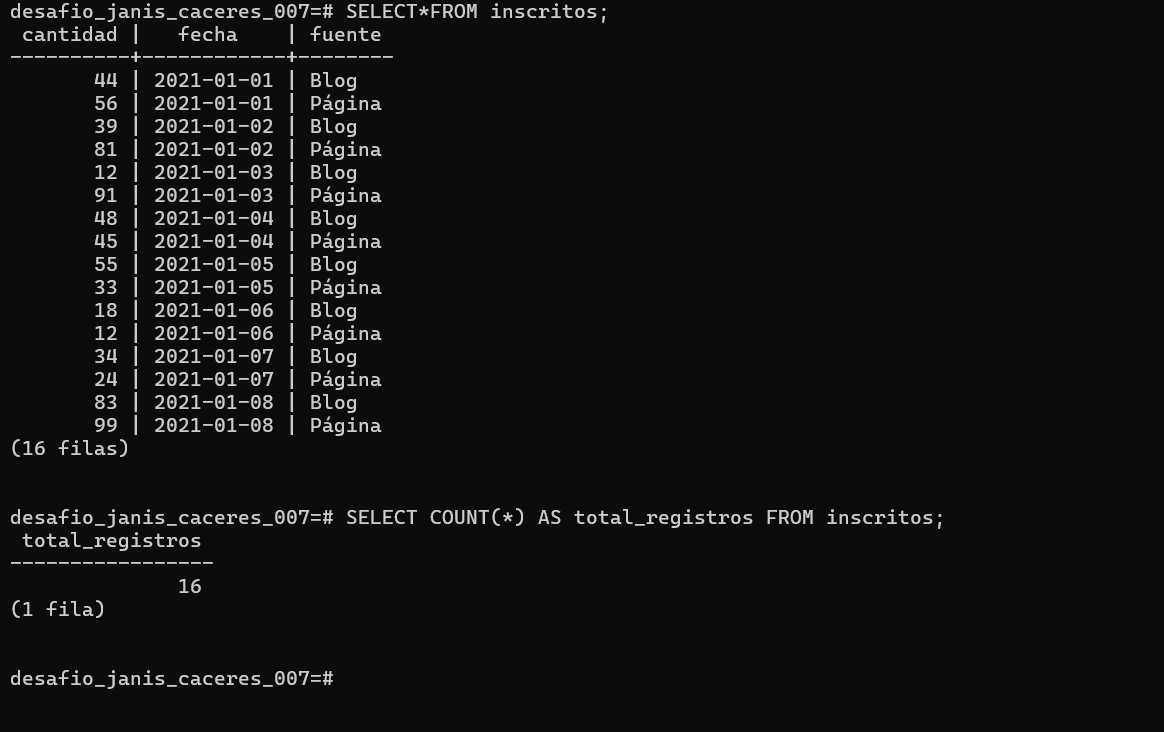 desafio_janis_caceres_007=# SELECT*FROM inscritos;
 cantidad |   fecha    | fuente
----------+------------+--------
       44 | 2021-01-01 | Blog
       56 | 2021-01-01 | Página
       39 | 2021-01-02 | Blog
       81 | 2021-01-02 | Página
       12 | 2021-01-03 | Blog
       91 | 2021-01-03 | Página
       48 | 2021-01-04 | Blog
       45 | 2021-01-04 | Página
       55 | 2021-01-05 | Blog
       33 | 2021-01-05 | Página
       18 | 2021-01-06 | Blog
       12 | 2021-01-06 | Página
       34 | 2021-01-07 | Blog
       24 | 2021-01-07 | Página
       83 | 2021-01-08 | Blog
       99 | 2021-01-08 | Página
(16 filas)
desafio_janis_caceres_007=# SELECT COUNT(*) AS total_registros FROM inscritos;
 total_registros
-----------------
              16
(1 fila)
desafio_janis_caceres_007=#